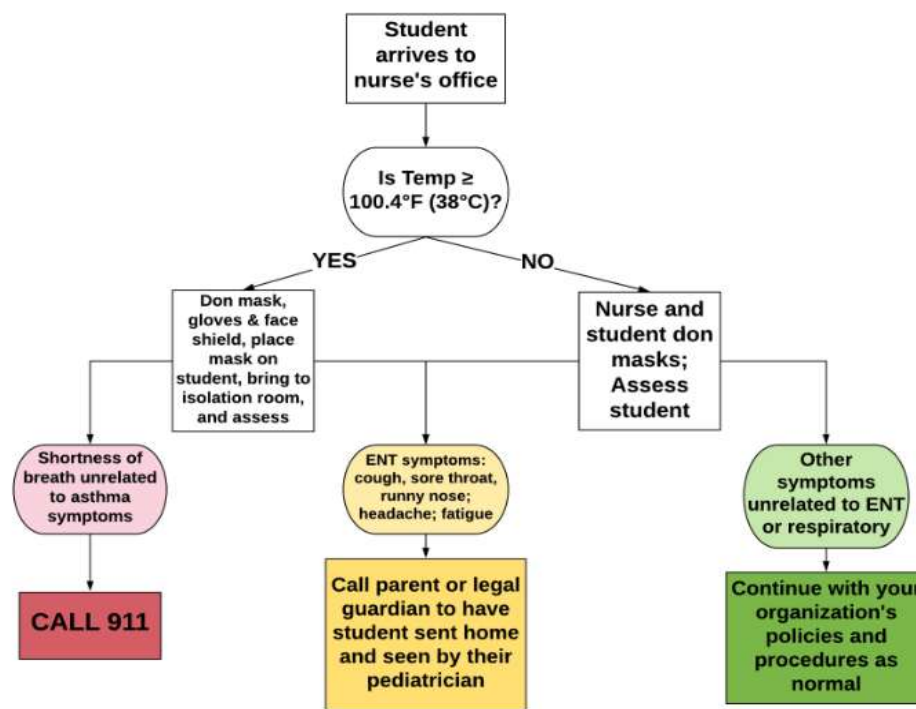 Student
arrives to
nurse's office
Is Temp ≥
100.4°F (38°C)?
YES
NO
Don mask,
gloves & face
shield, place
mask on
student, bring to
isolation room,
and assess
Nurse and
student don
masks;
Assess
student
Shortness of
breath unrelated
to asthma
symptoms
ENT symptoms:
cough, sore throat,
runny nose;
headache; fatigue
Other
symptoms
unrelated to ENT
or respiratory
CALL 911
Call parent or legal
guardian to have
student sent home
and seen by their
pediatrician
Continue with your
organization's
policies and
procedures as
normal